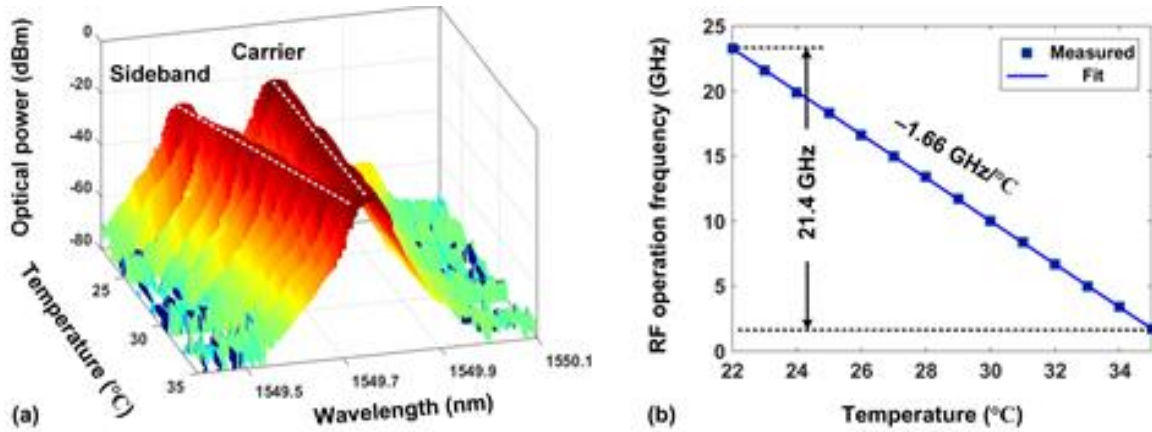 0
-20
-40
-60
-80
Optical power (dBm)
Sideband
Carrier
25
30
35
Temperature (°C)
1549.5
1549.7
1549.9
1550.1
Wavelength (nm)
(a)
25
20
15
10
5
0
RF operation frequency (GHz)
Measured
Fit
−1.66 GHz/°C
21.4 GHz
22 24 26 28 30 32 34
Temperature (°C)
(b)